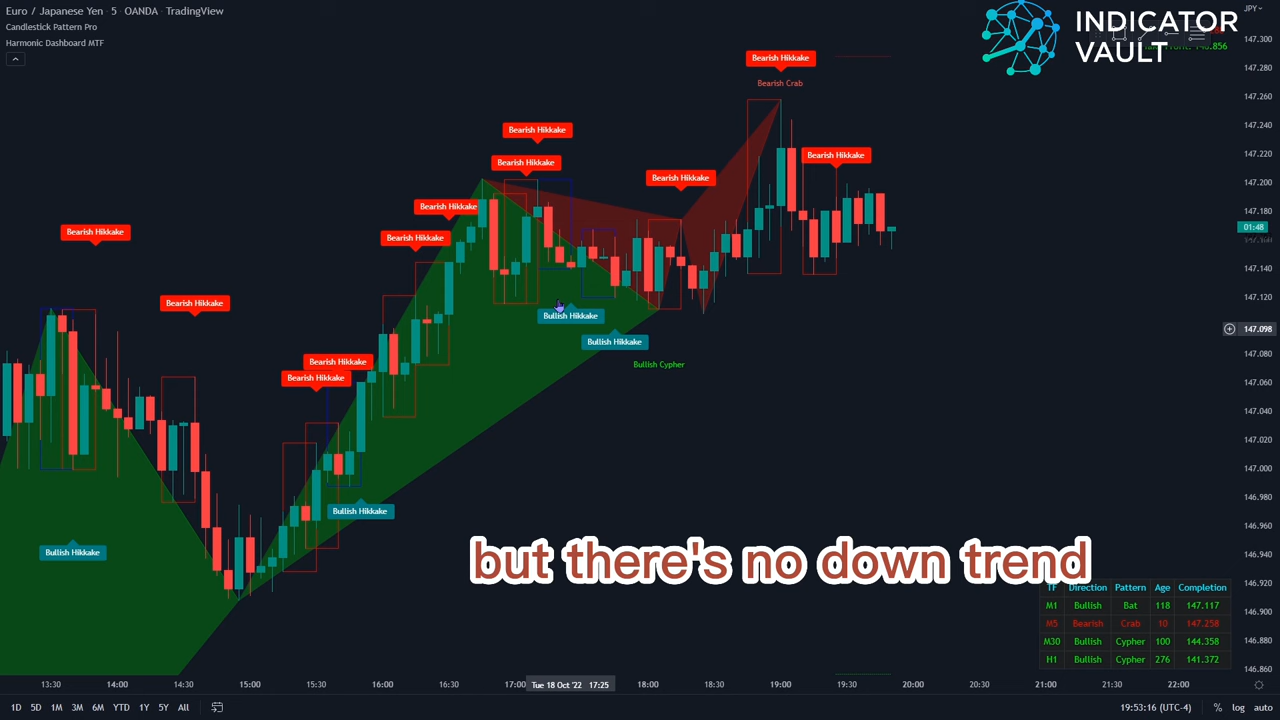 Euro / Japanese Yen · 5 · OANDA · TradingView
Candlestick Pattern Pro
Harmonic Dashboard MTF
INDICATOR
VAULT
JPY
147.300
147.280
147.260
147.240
147.220
147.200
147.180
01:48
147.140
147.120
147.098
147.080
147.060
147.040
147.020
147.000
146.980
146.960
146.940
146.920
146.900
146.880
146.860
Bearish Hikkake
Bearish Crab
Bearish Hikkake
Bearish Hikkake
Bearish Hikkake
Bearish Hikkake
Bearish Hikkake
Bearish Hikkake
Bearish Hikkake
Bearish Hikkake
Bearish Hikkake
Bearish Hikkake
Bullish Hikkake
Bullish Hikkake
Bullish Cypher
Bullish Hikkake
Bullish Hikkake
but there's no down trend
TF Direction Pattern Age Completion
M1 Bullish Bat 118 147.117
M5 Bearish Crab 10 147.258
M30 Bullish Cypher 100 144.358
H1 Bullish Cypher 276 141.372
13:30 14:00 14:30 15:00 15:30 16:00 16:30 17:00 Tue 18 Oct '22 17:25 18:00 18:30 19:00 19:30 20:00 21:00 21:30 22:00
1D 5D 1M 3M 6M YTD 1Y 5Y All
19:53:16 (UTC-4) % log auto